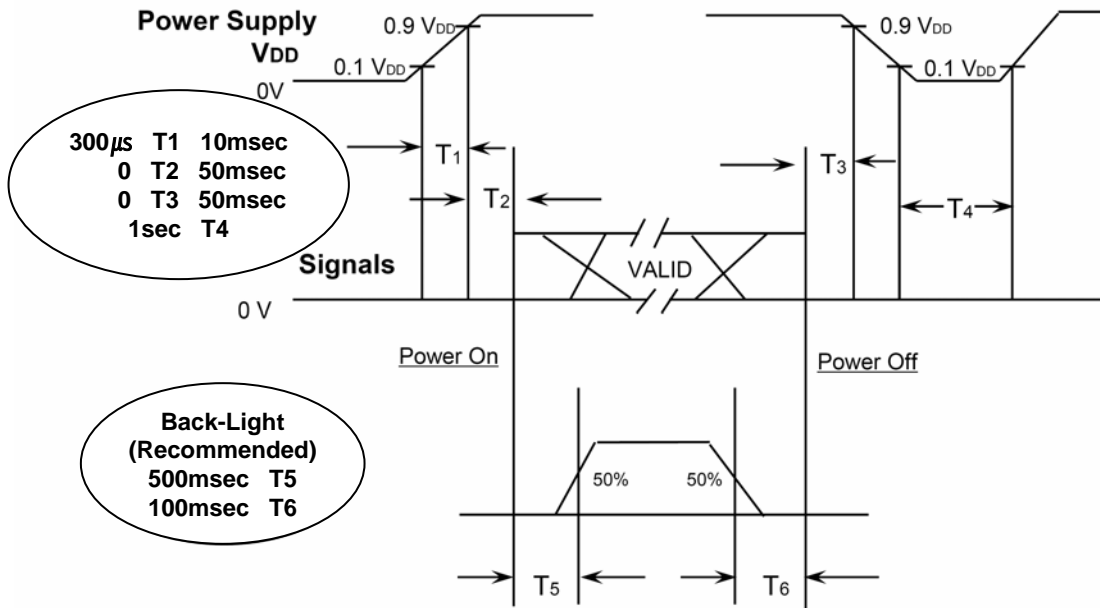 Power Supply
VDD
0.9 VDD
0.1 VDD
0V
0.9 VDD
0.1 VDD
300㎲ T1 10msec
0 T2 50msec
0 T3 50msec
1sec T4
T1
T2
T3
T4
Signals
VALID
0 V
Power On
Power Off
Back-Light
(Recommended)
500msec T5
100msec T6
50%
50%
T5
T6